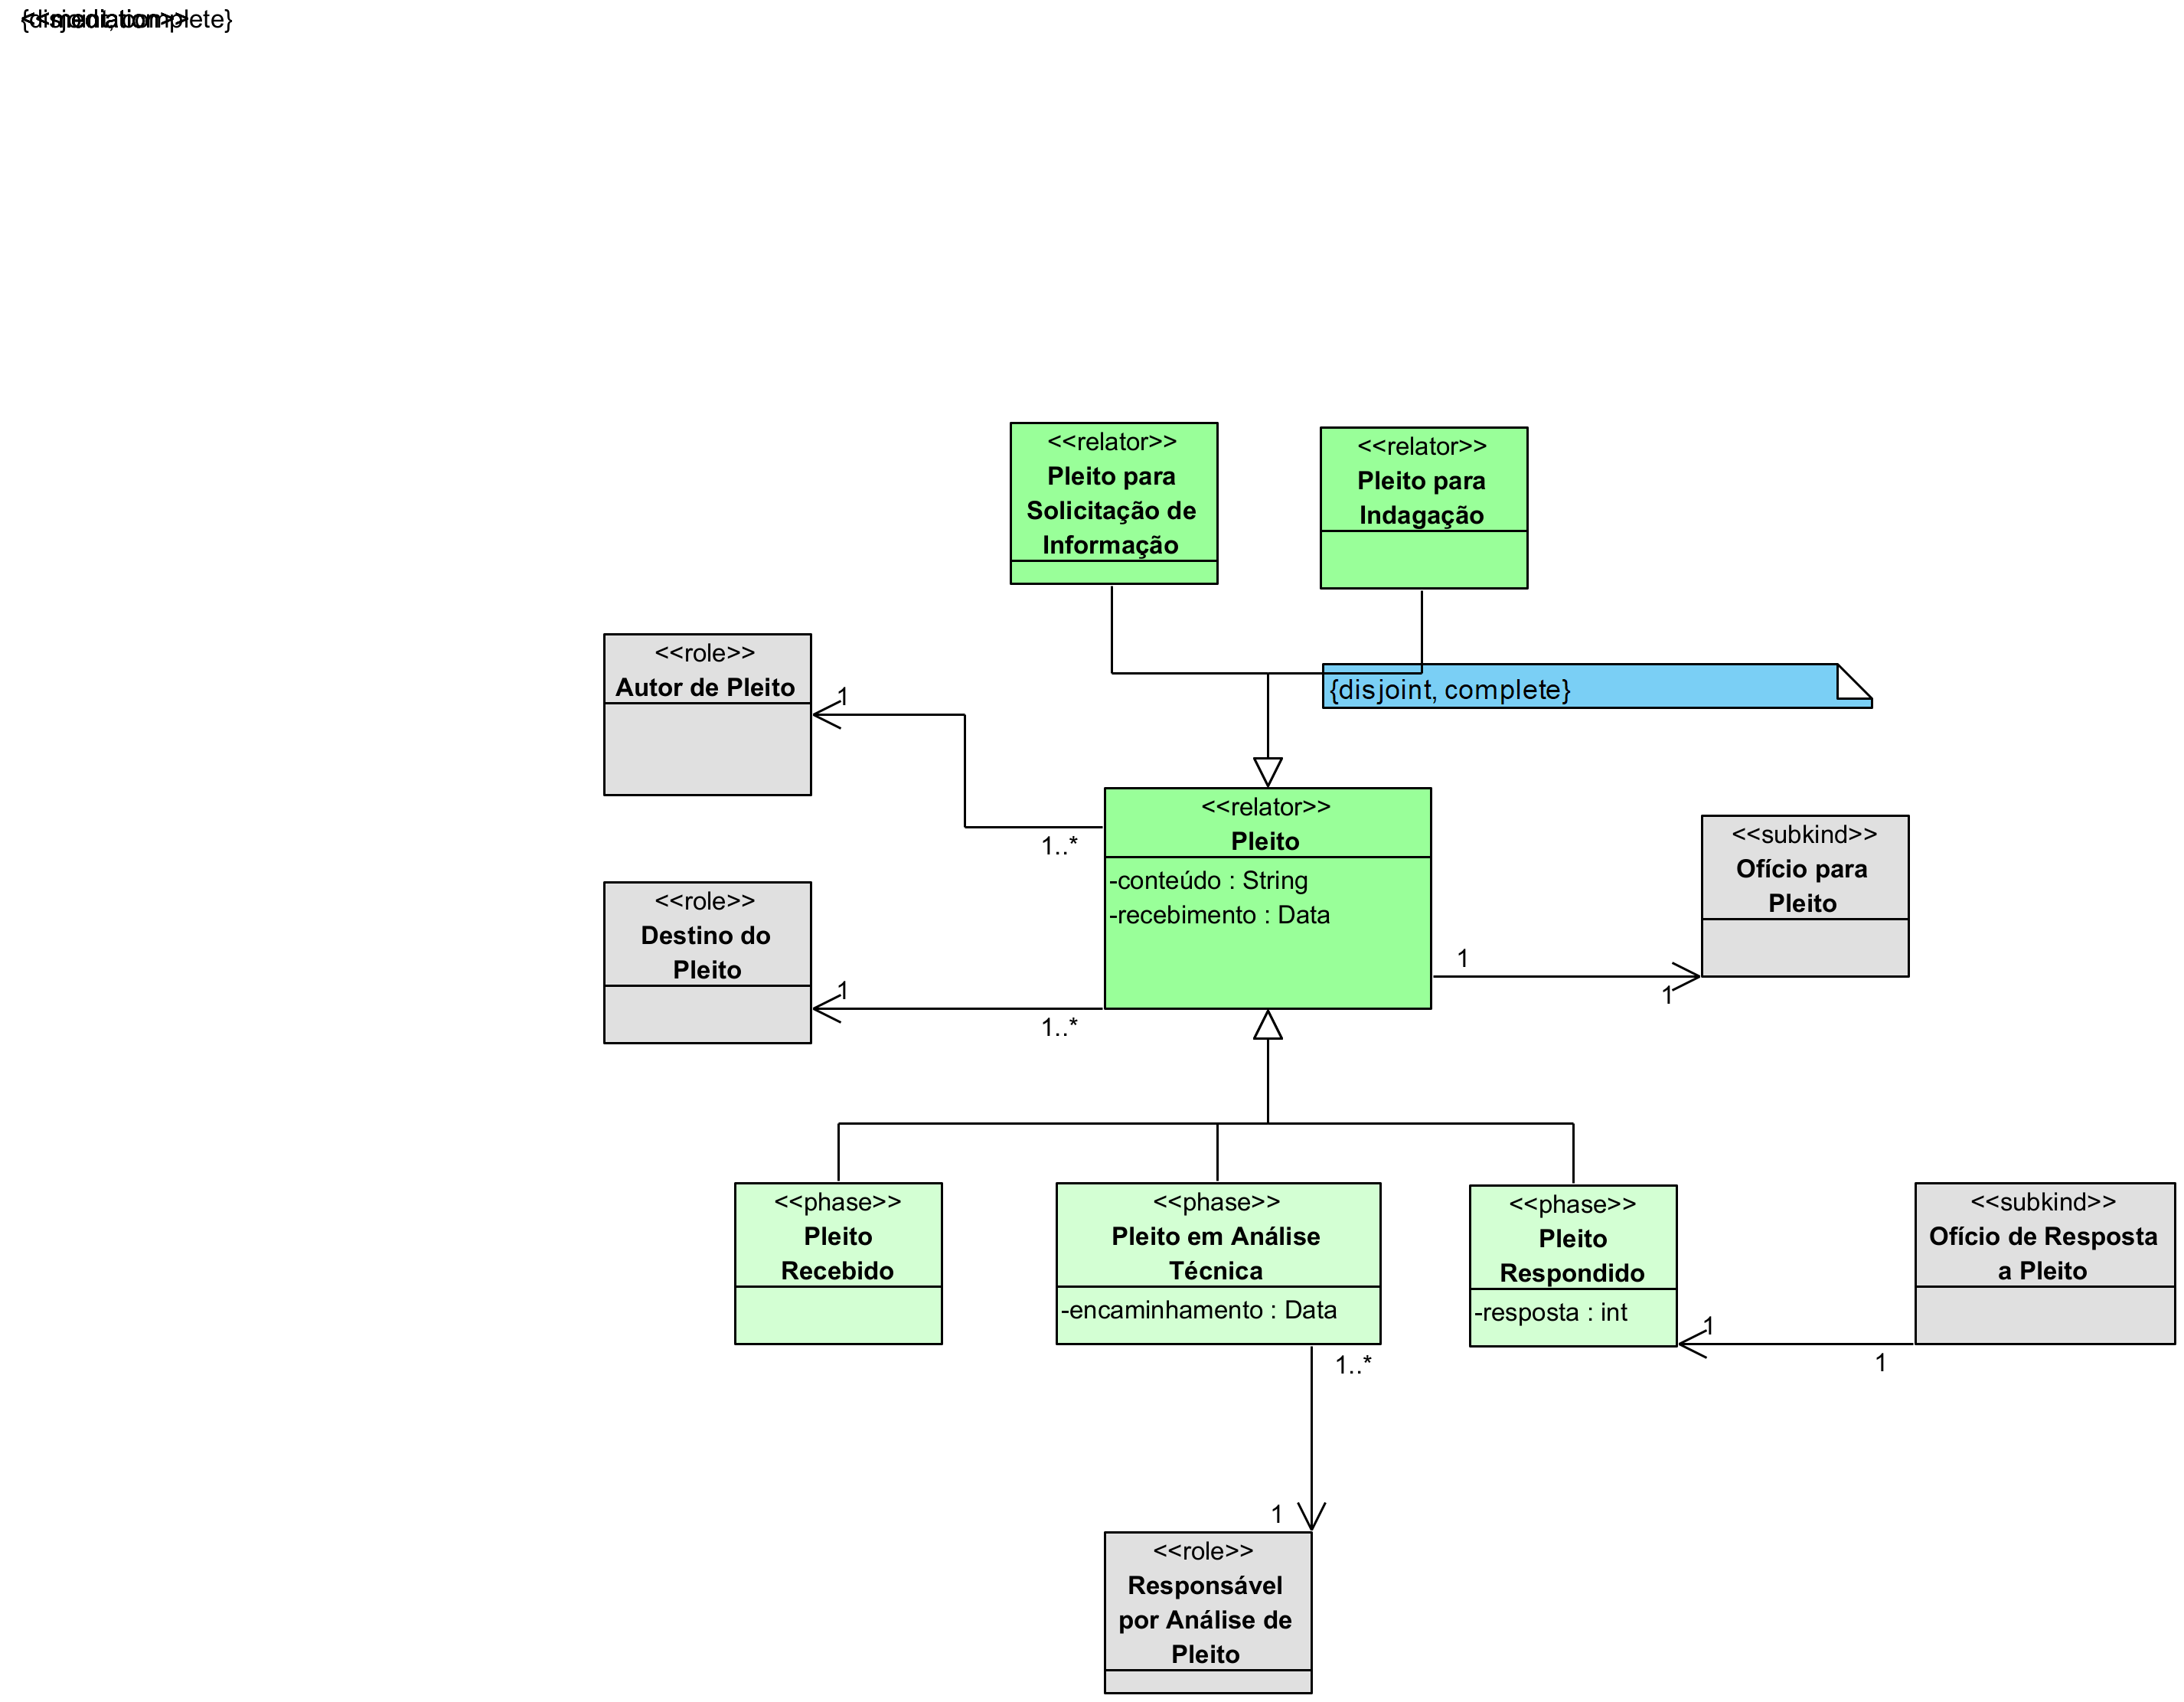 {disjoint, complete}
<<mediation>>
<<relator>>
Pleito para
Solicitação de
Informação
<<relator>>
Pleito para
Indagação
<<role>>
Autor de Pleito
{disjoint, complete}
1
<<relator>>
Pleito
-conteúdo : String
-recebimento : Data
1..*
<<subkind>>
Ofício para
Pleito
<<role>>
Destino do
Pleito
1
1
1
1..*
<<phase>>
Pleito
Recebido
<<phase>>
Pleito em Análise
Técnica
-encaminhamento : Data
<<phase>>
Pleito
Respondido
-resposta : int
<<subkind>>
Ofício de Resposta
a Pleito
1
1
1..*
1
<<role>>
Responsável
por Análise de
Pleito